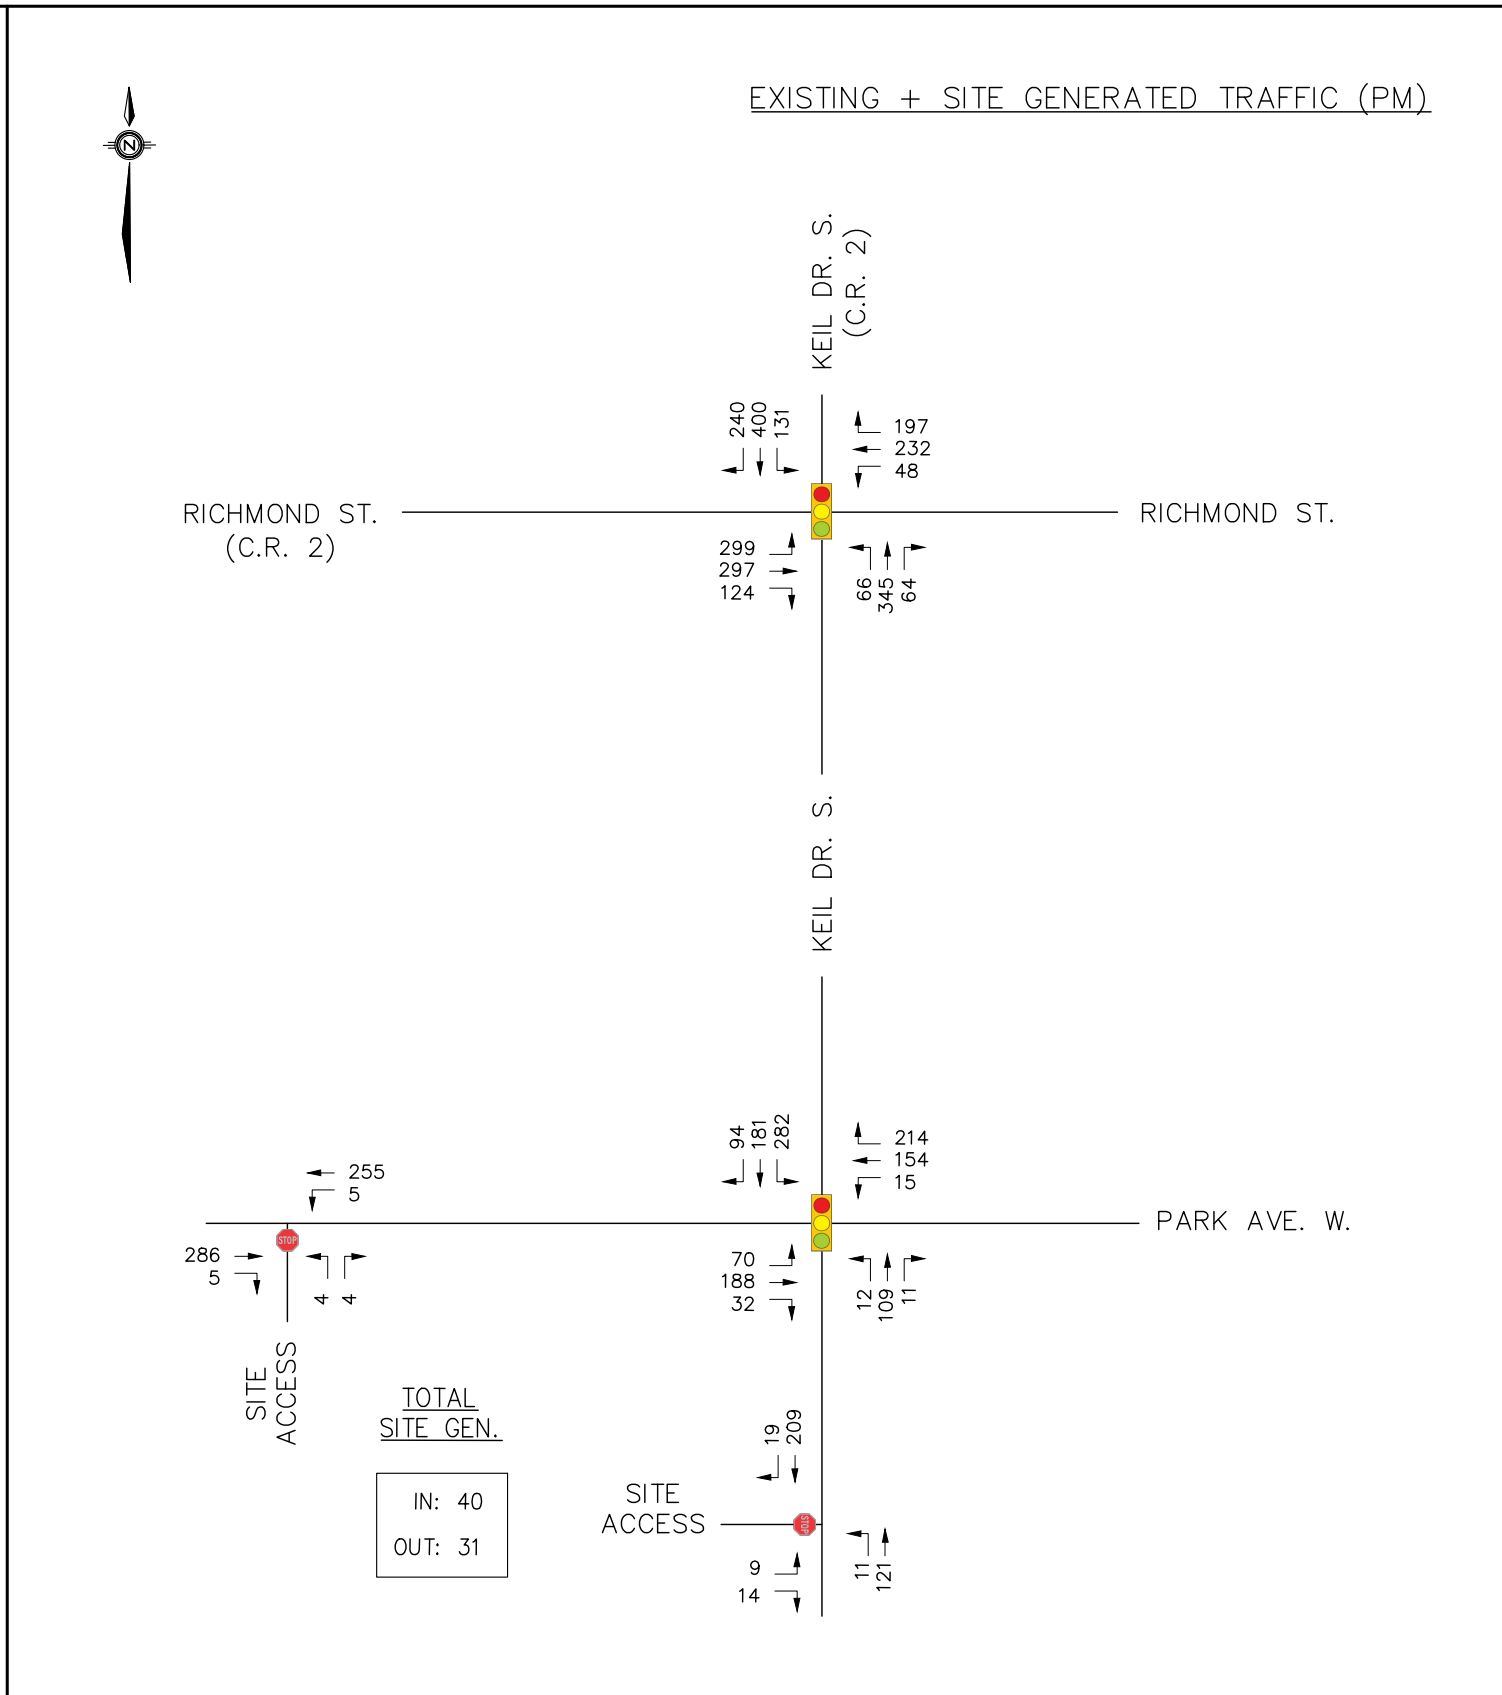 EXISTING + SITE GENERATED TRAFFIC (PM)
N
KEIL DR. S.
(C.R. 2)
240
400
131
197
232
48
RICHMOND ST.
(C.R. 2)
RICHMOND ST.
299
297
124
66
345
64
KEIL DR. S.
94
181
282
214
154
15
255
5
PARK AVE. W.
STOP
286
5
4
4
70
188
32
12
109
11
SITE
ACCESS
TOTAL
SITE GEN.
IN: 40
OUT: 31
19
209
SITE
ACCESS
STOP
9
14
11
121